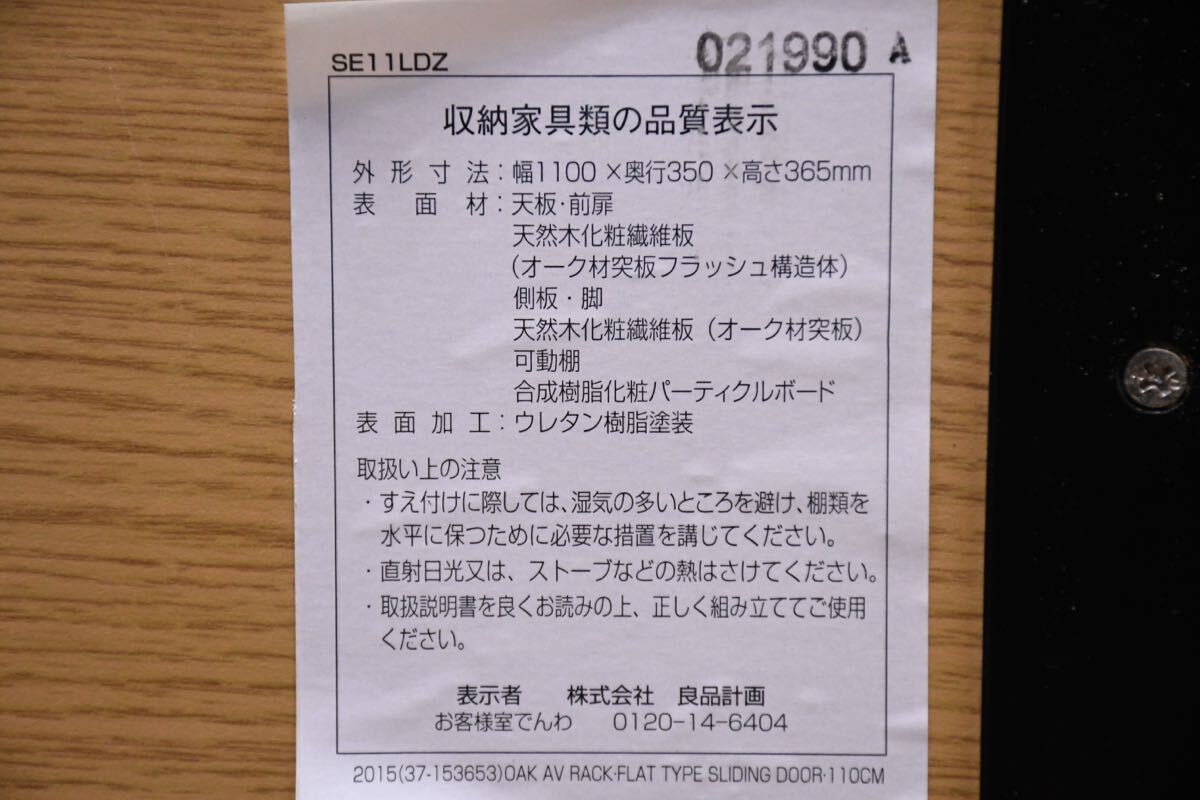 SE11LDZ
021990 A
収納家具類の品質表示
外形寸法：幅1100×奥行350×高さ365mm
表面材：天板・前扉
天然木化粧繊維板
（オーク材突板フラッシュ構造体）
側板・脚
天然木化粧繊維板（オーク材突板）
可動棚
合成樹脂化粧パーティクルボード
表面加工：ウレタン樹脂塗装
取扱い上の注意
・すえ付けに際しては、湿気の多いところを避け、棚類を
水平に保つために必要な措置を講じてください。
・直射日光又は、ストーブなどの熱はさけてください。
・取扱説明書を良くお読みの上、正しく組み立ててご使用
ください。
表示者 株式会社 良品計画
お客様室でんわ 0120-14-6404
2015(37-153653)OAK AV RACK・FLAT TYPE SLIDING DOOR・110CM